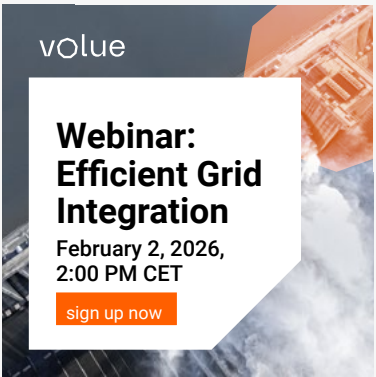 volue
Webinar:
Efficient Grid
Integration
February 2, 2026,
2:00 PM CET
sign up now